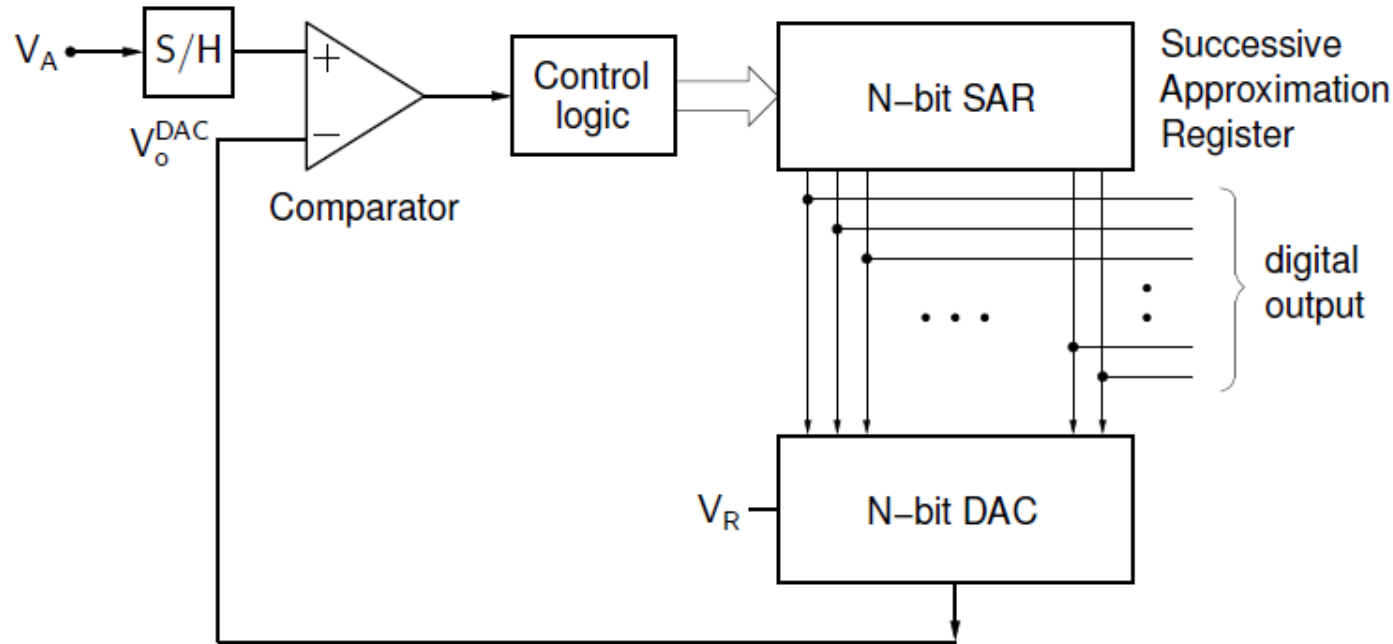 V_A
S/H
+
−
V_o^DAC
Comparator
Control
logic
N−bit SAR
Successive
Approximation
Register
digital
output
V_R
N−bit DAC